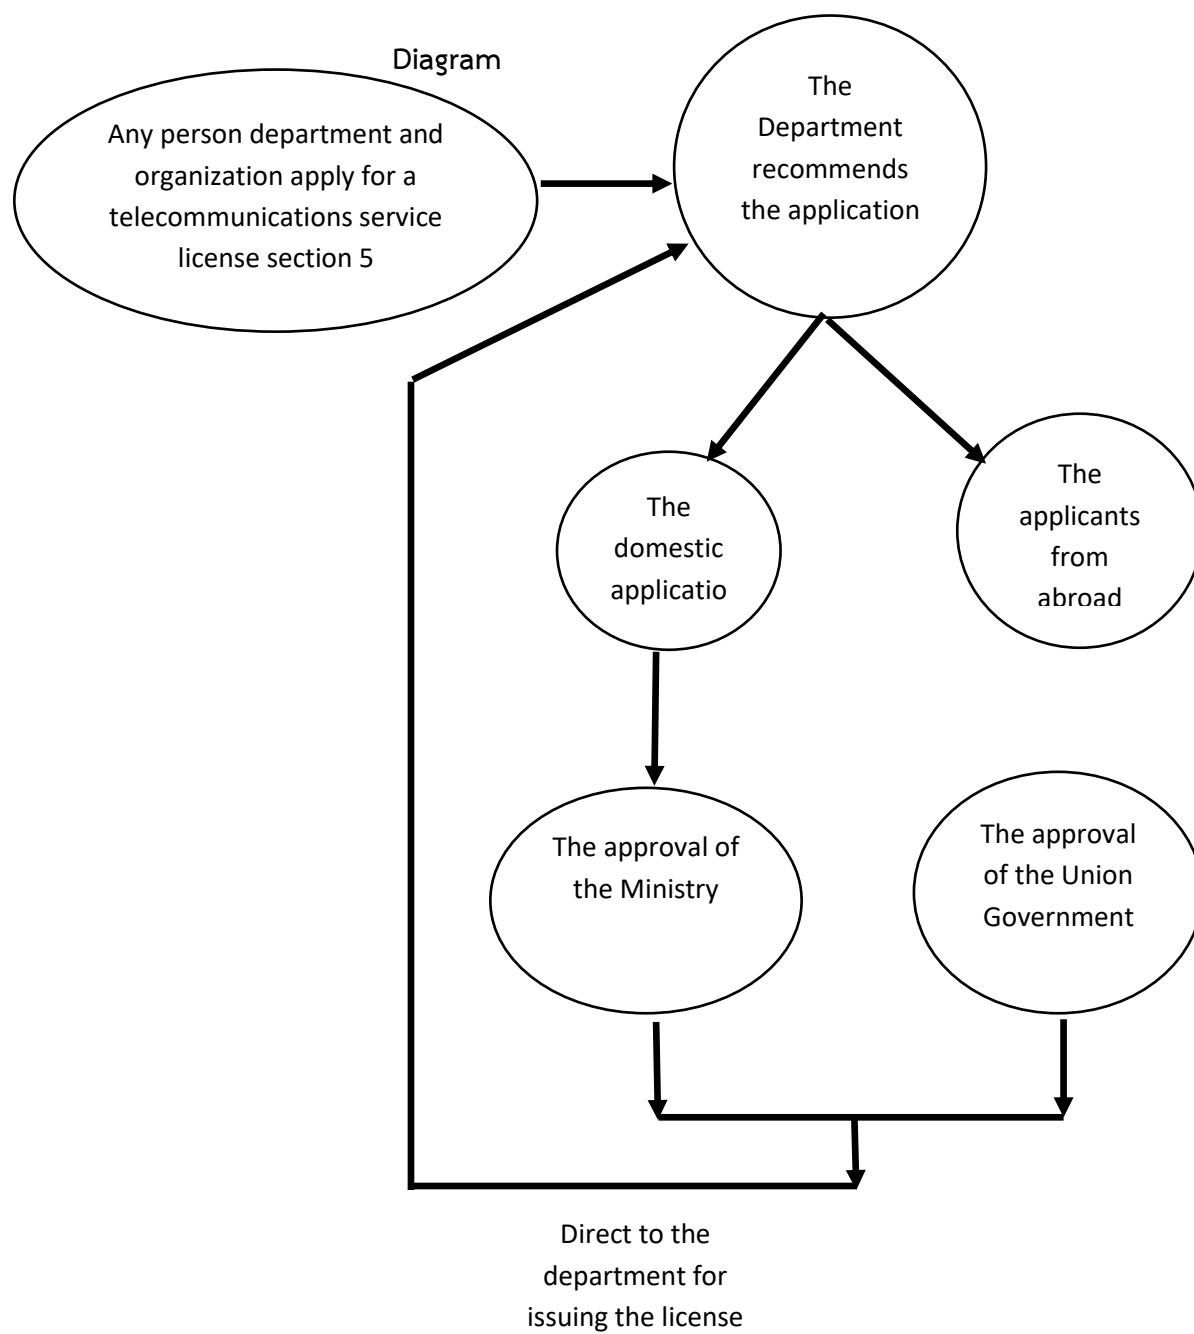 Diagram
Any person department and
organization apply for a
telecommunications service
license section 5
The
Department
recommends
the application
The
domestic
applicatio
The
applicants
from
abroad
The approval of
the Ministry
The approval
of the Union
Government
Direct to the
department for
issuing the license